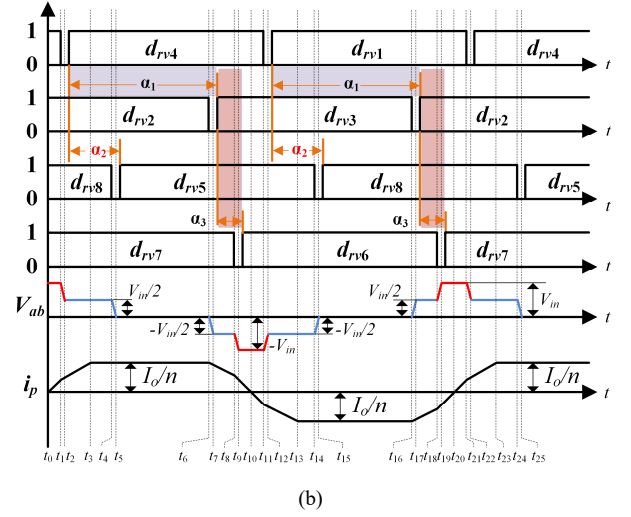 1
d_rv4 d_rv1 d_rv4
0 t
α₁ α₁
1
d_rv2 d_rv3 d_rv2
0 t
α₂ α₂
1
d_rv8 d_rv5 d_rv8 d_rv5
0 t
α₃ α₃
1
d_rv7 d_rv6 d_rv7
0 t
V_in/2 V_in/2 V_in
V_ab t
-V_in/2 -V_in -V_in/2
i_p I_o/n I_o/n I_o/n t
t₀ t₁ t₂ t₃ t₄ t₅ t₆ t₇ t₈ t₉ t₁₀ t₁₁ t₁₂ t₁₃ t₁₄ t₁₅ t₁₆ t₁₇ t₁₈ t₁₉ t₂₀ t₂₁ t₂₂ t₂₃ t₂₄ t₂₅
(b)